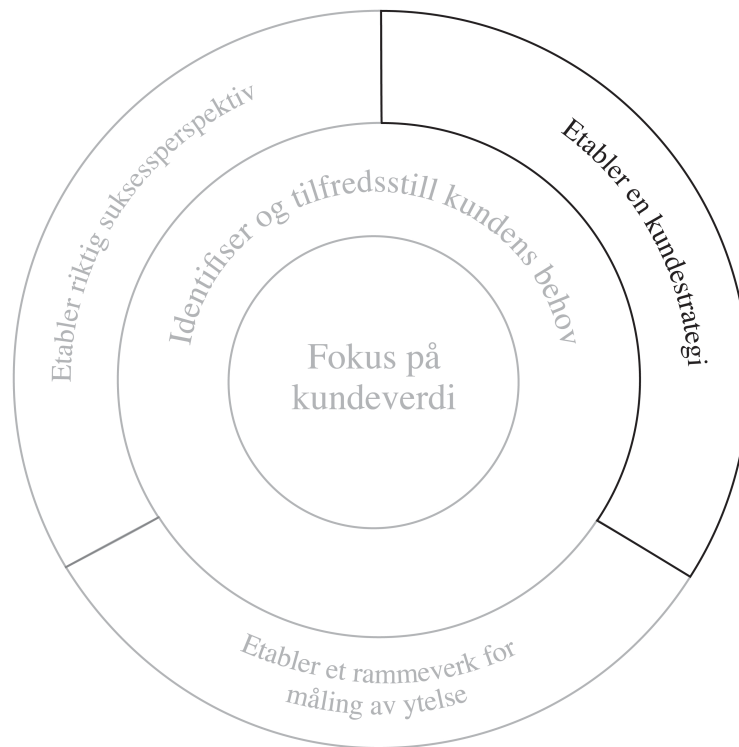 Etabler riktig suksessperspektiv
Etabler en kundestrategi
Identifiser og tilfredsstill kundens behov
Fokus på
kundeverdi
Etabler et rammeverk for
måling av ytelse